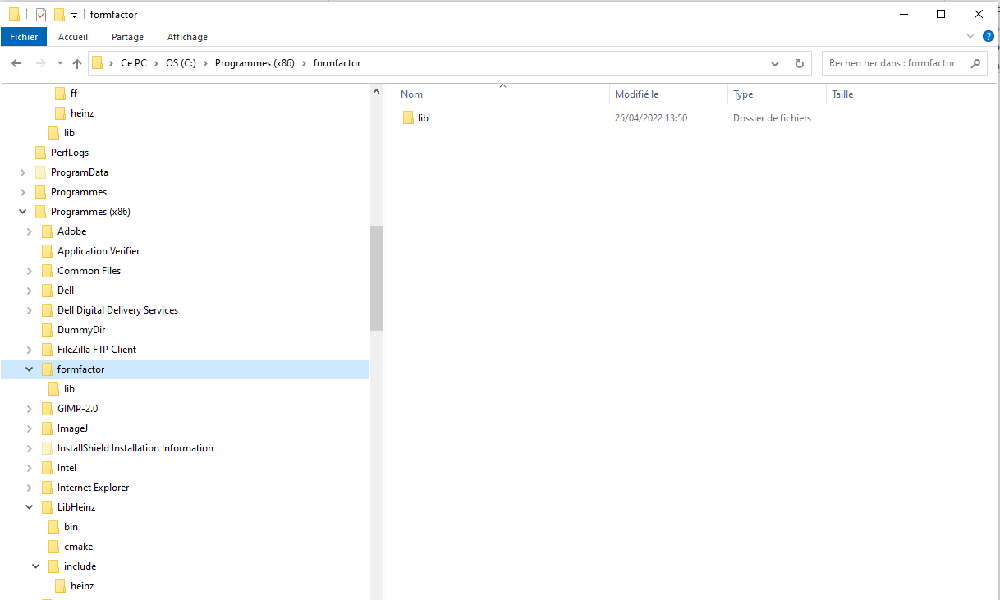 formfactor
Fichier Accueil Partage Affichage
Ce PC OS (C:) Programmes (x86) formfactor Rechercher dans : formfactor
ff
heinz
lib
PerfLogs
ProgramData
Programmes
Programmes (x86)
Adobe
Application Verifier
Common Files
Dell
Dell Digital Delivery Services
DummyDir
FileZilla FTP Client
formfactor
lib
GIMP-2.0
ImageJ
InstallShield Installation Information
Intel
Internet Explorer
LibHeinz
bin
cmake
include
heinz
Nom Modifié le Type Taille
lib 25/04/2022 13:50 Dossier de fichiers